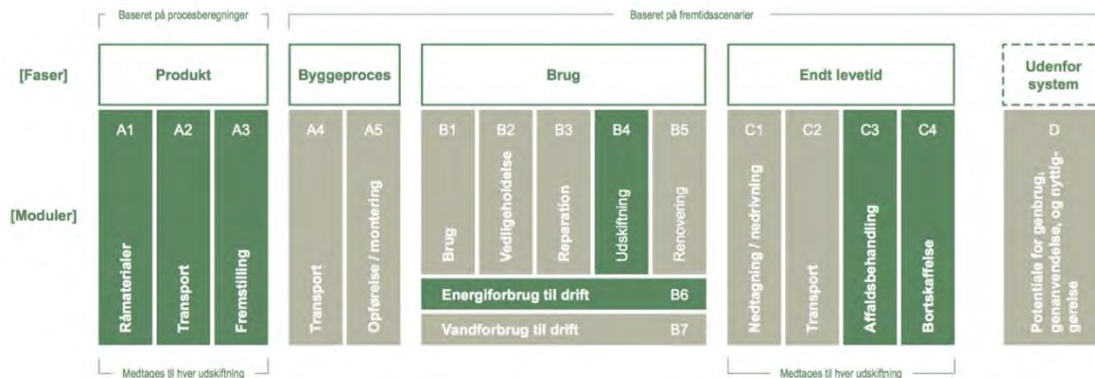 Baseret på procesberegninger
Baseret på fremtidsscenarier
[Faser]
Produkt
Byggeproces
Brug
Endt levetid
Udenfor
system
[Moduler]
A1
Råmaterialer
A2
Transport
A3
Fremstilling
A4
Transport
A5
Opførelse / montering
B1
Brug
B2
Vedligeholdelse
B3
Reparation
B4
Udskiftning
B5
Renovering
Energiforbrug til drift B6
Vandforbrug til drift B7
C1
Nedtagning / nedrivning
C2
Transport
C3
Affaldsbehandling
C4
Bortskaffelse
D
Potentiale for genbrug,
genanvendelse, og nyttig-
gørelse
Medtages til hver udskiftning
Medtages til hver udskiftning